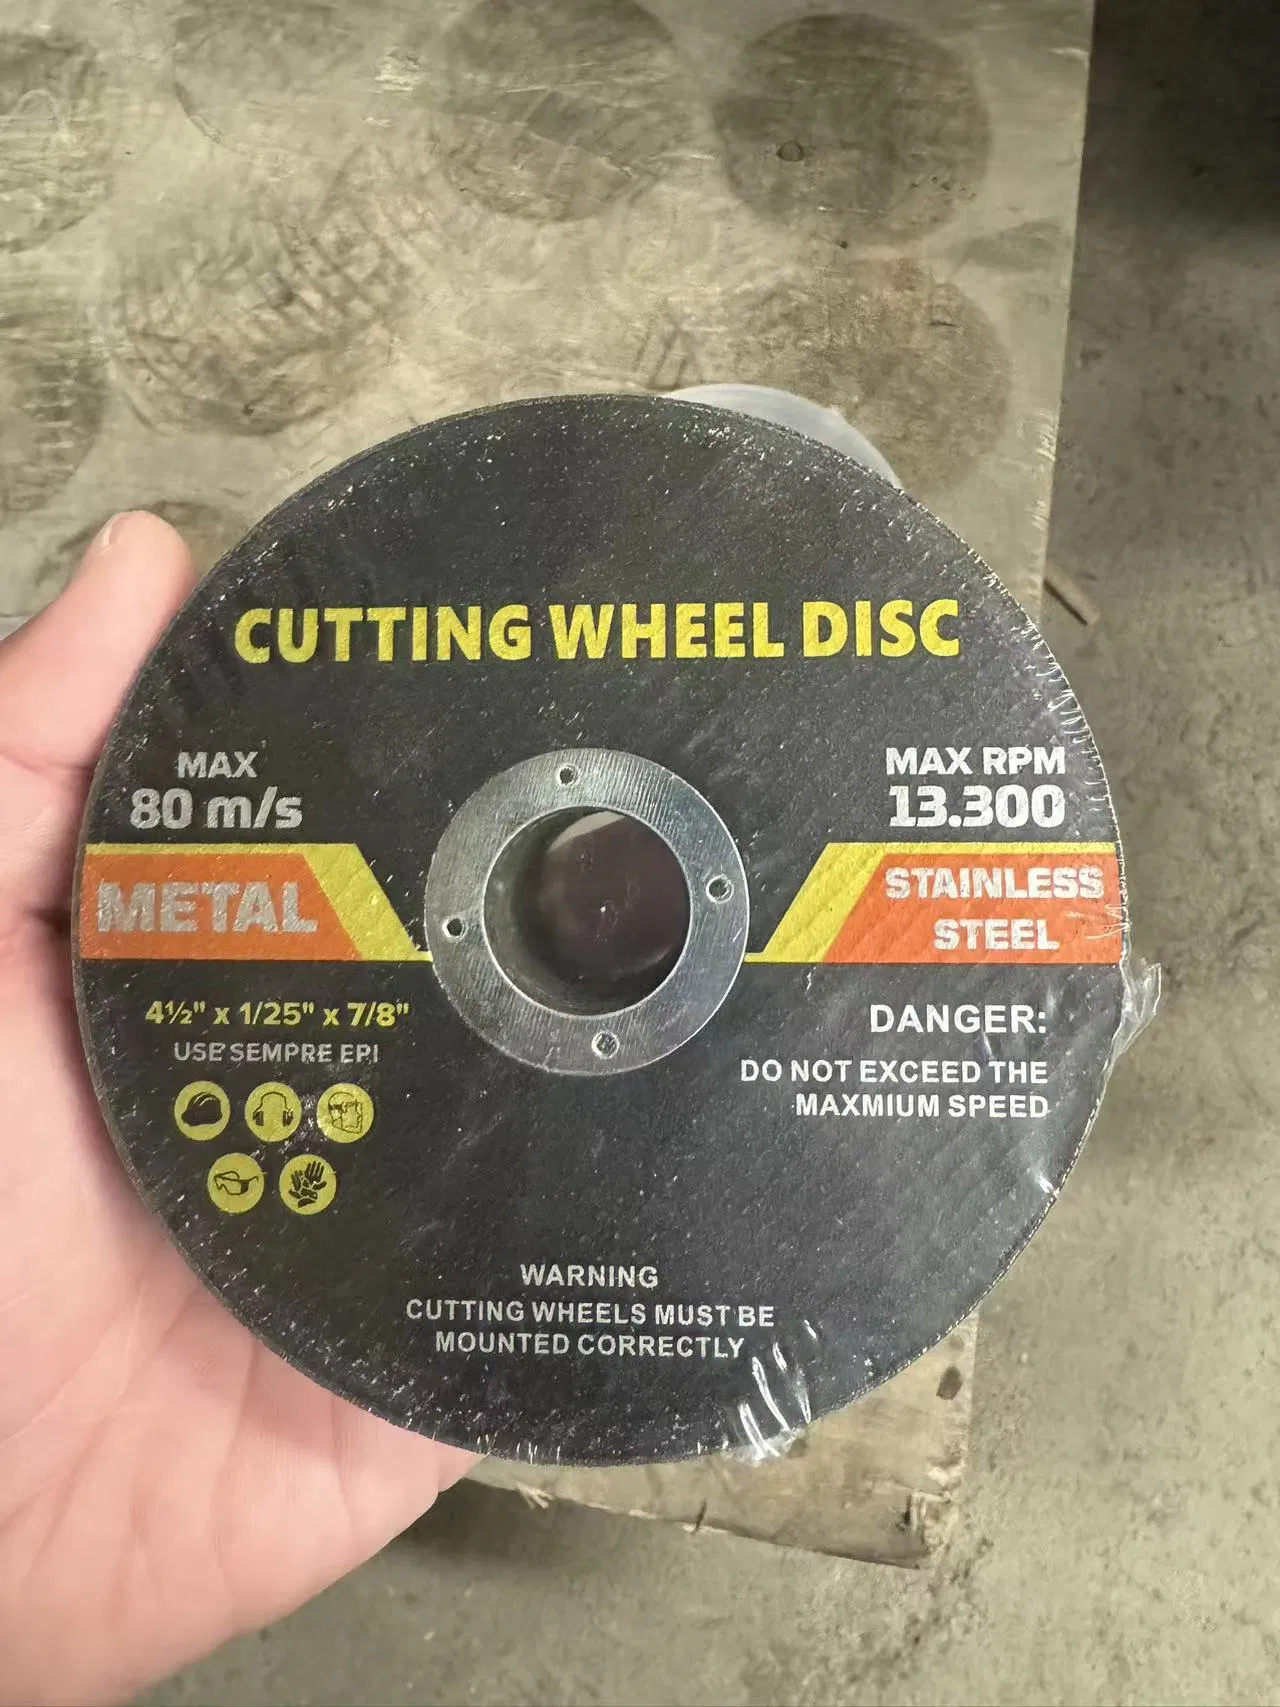 CUTTING WHEEL DISC
MAX
80 m/s
MAX RPM
13.300
METAL
STAINLESS
STEEL
4½" x 1/25" x 7/8"
USE SEMPRE EPI
DANGER:
DO NOT EXCEED THE
MAXMIUM SPEED
WARNING
CUTTING WHEELS MUST BE
MOUNTED CORRECTLY